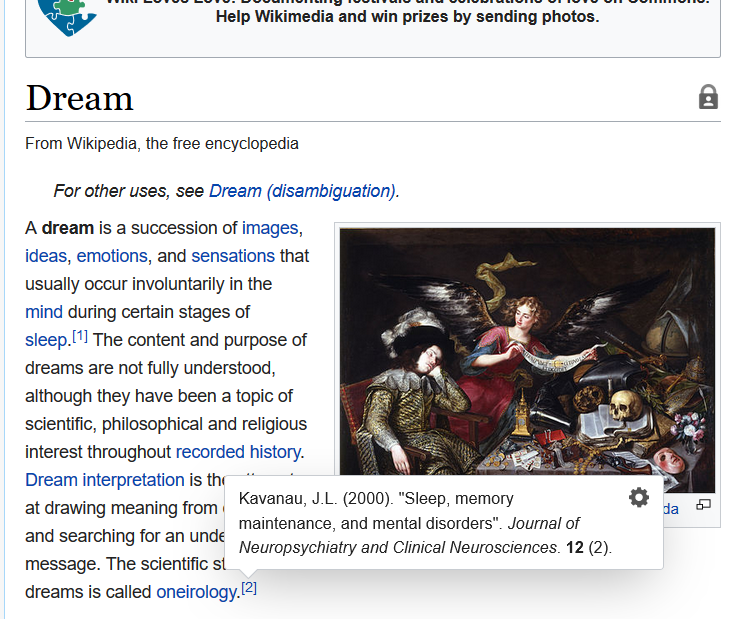 Wiki Loves Love: Documenting festivals and celebrations of love on Commons.
Help Wikimedia and win prizes by sending photos.
Dream
From Wikipedia, the free encyclopedia
For other uses, see Dream (disambiguation).
A dream is a succession of images,
ideas, emotions, and sensations that
usually occur involuntarily in the
mind during certain stages of
sleep.[1] The content and purpose of
dreams are not fully understood,
although they have been a topic of
scientific, philosophical and religious
interest throughout recorded history.
Dream interpretation is the
at drawing meaning from
and searching for an unde
message. The scientific st
dreams is called oneirology.[2]
da
Kavanau, J.L. (2000). "Sleep, memory
maintenance, and mental disorders". Journal of
Neuropsychiatry and Clinical Neurosciences. 12 (2).